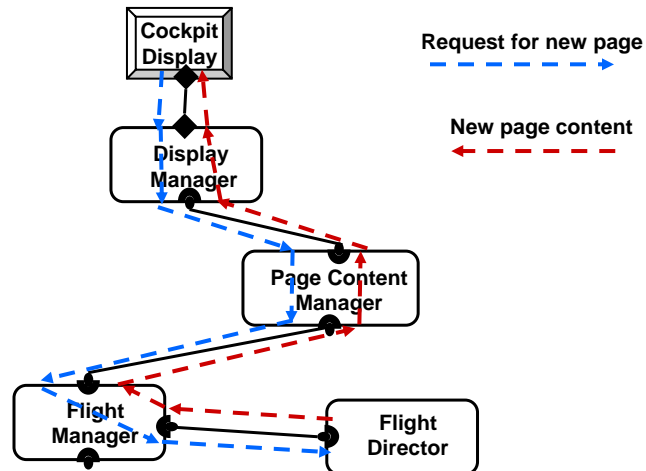 Cockpit
Display
Request for new page
New page content
Display
Manager
Page Content
Manager
Flight
Manager
Flight
Director